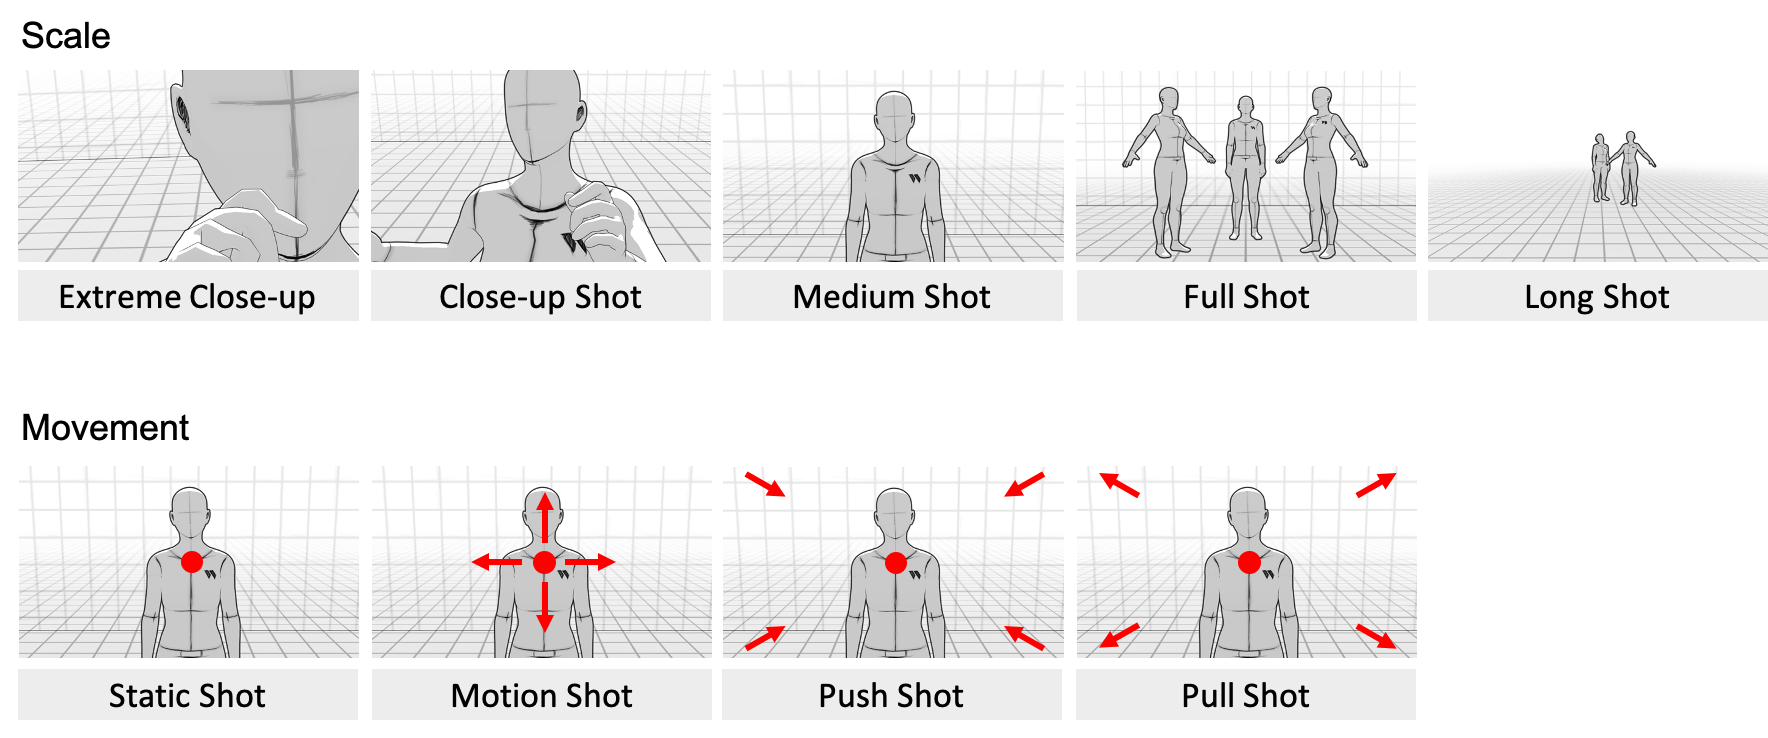 Scale
Extreme Close-up
Close-up Shot
Medium Shot
Full Shot
Long Shot
Movement
Static Shot
Motion Shot
Push Shot
Pull Shot